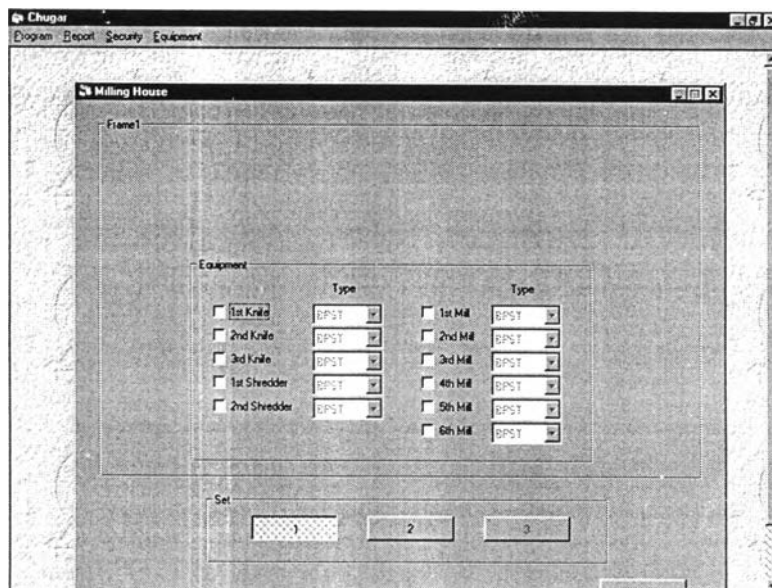 Chugar
Program Report Security Equipment
Milling House
Frame1
Equipment
Type Type
1st Knife BPST 1st Mill BPST
2nd Knife BPST 2nd Mill BPST
3rd Knife BPST 3rd Mill BPST
1st Shredder BPST 4th Mill BPST
2nd Shredder BPST 5th Mill BPST
6th Mill BPST
Set
1 2 3